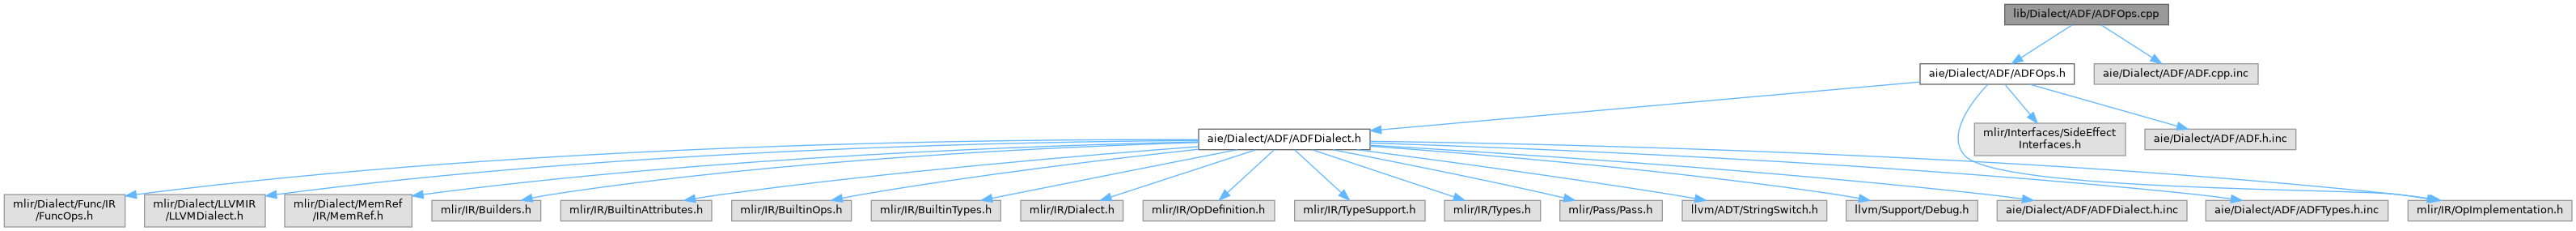 lib/Dialect/ADF/ADFOps.cpp
aie/Dialect/ADF/ADFOps.h
aie/Dialect/ADF/ADF.cpp.inc
aie/Dialect/ADF/ADFDialect.h
mlir/Interfaces/SideEffect
Interfaces.h
aie/Dialect/ADF/ADF.h.inc
mlir/Dialect/Func/IR
/FuncOps.h
mlir/Dialect/LLVMIR
/LLVMDialect.h
mlir/Dialect/MemRef
/IR/MemRef.h
mlir/IR/Builders.h
mlir/IR/BuiltinAttributes.h
mlir/IR/BuiltinOps.h
mlir/IR/BuiltinTypes.h
mlir/IR/Dialect.h
mlir/IR/OpDefinition.h
mlir/IR/TypeSupport.h
mlir/IR/Types.h
mlir/Pass/Pass.h
llvm/ADT/StringSwitch.h
llvm/Support/Debug.h
aie/Dialect/ADF/ADFDialect.h.inc
aie/Dialect/ADF/ADFTypes.h.inc
mlir/IR/OpImplementation.h